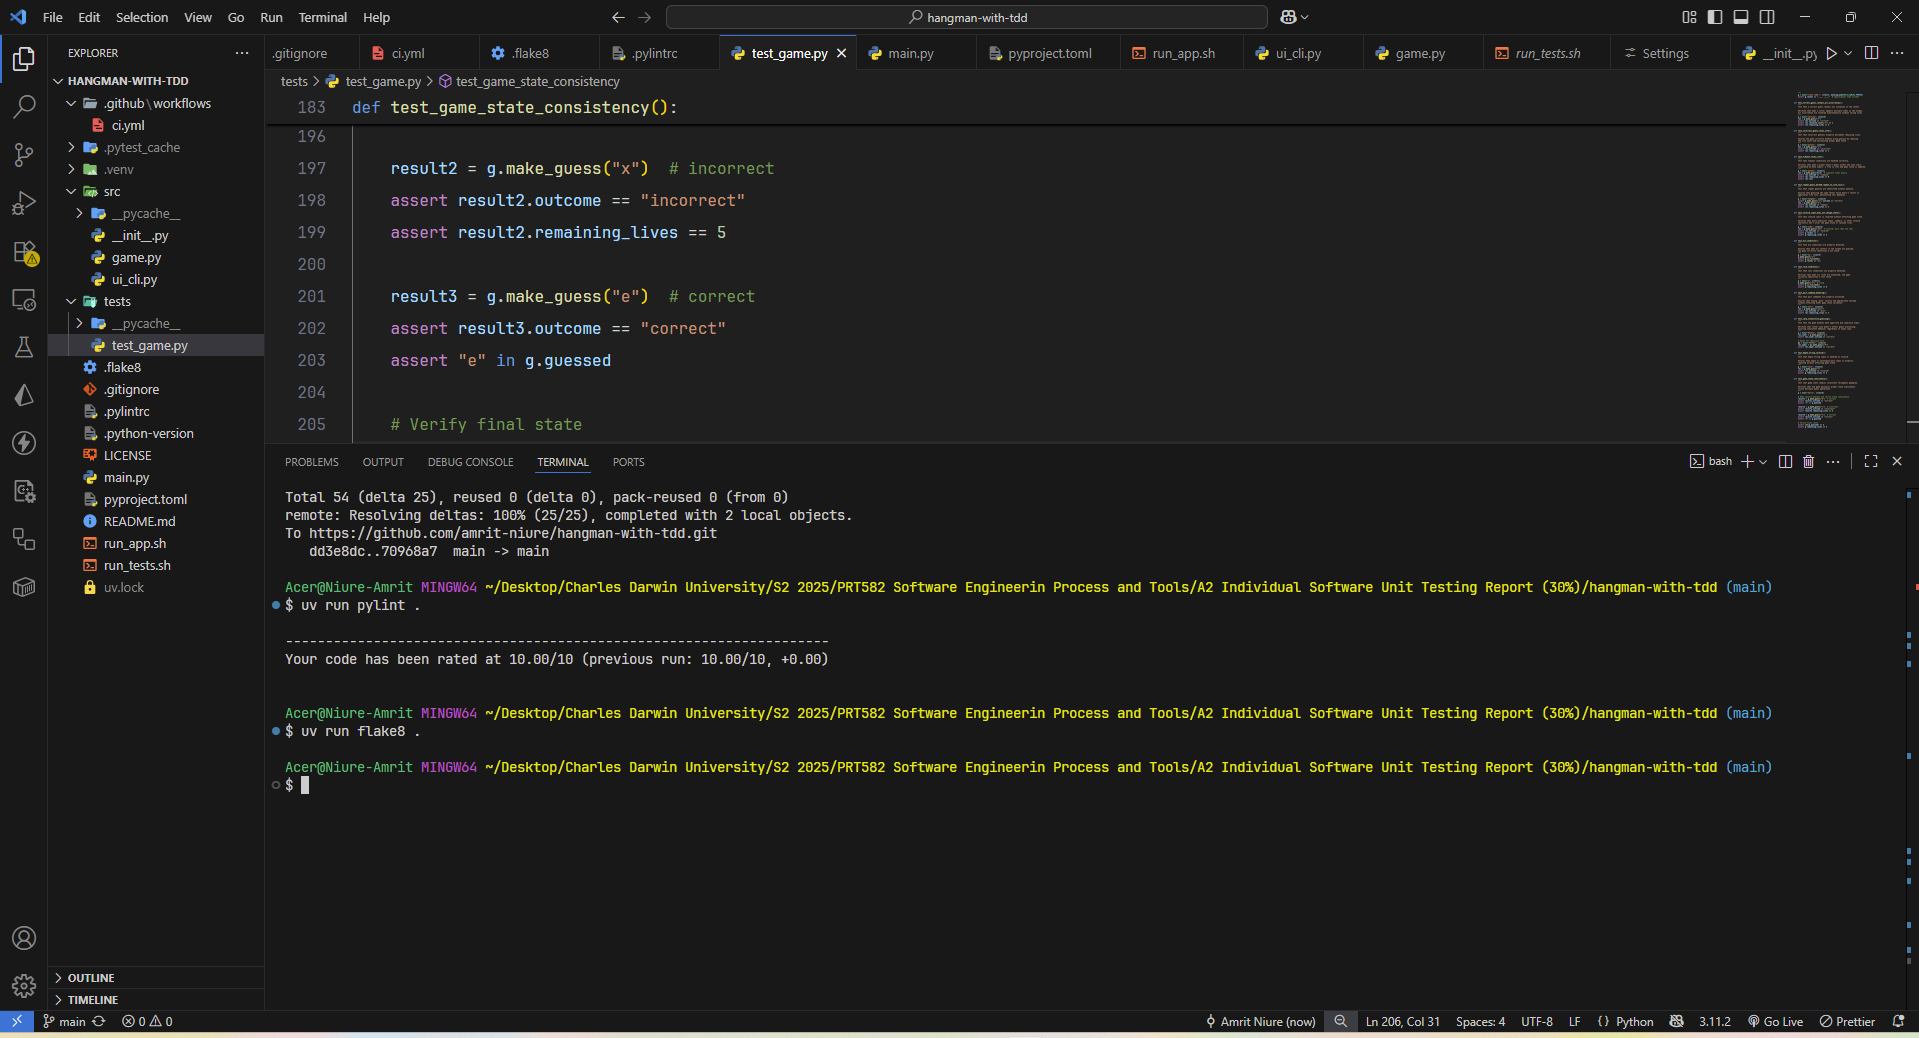 File Edit Selection View Go Run Terminal Help
hangman-with-tdd
EXPLORER
HANGMAN-WITH-TDD
.github\workflows
ci.yml
.pytest_cache
.venv
src
__pycache__
__init__.py
game.py
ui_cli.py
tests
__pycache__
test_game.py
.flake8
.gitignore
.pylintrc
.python-version
LICENSE
main.py
pyproject.toml
README.md
run_app.sh
run_tests.sh
uv.lock
OUTLINE
TIMELINE
.gitignore ci.yml .flake8 .pylintrc test_game.py main.py pyproject.toml run_app.sh ui_cli.py game.py run_tests.sh Settings __init__.py
tests > test_game.py > test_game_state_consistency
183 def test_game_state_consistency():
196
197 result2 = g.make_guess("x")  # incorrect
198 assert result2.outcome == "incorrect"
199 assert result2.remaining_lives == 5
200
201 result3 = g.make_guess("e")  # correct
202 assert result3.outcome == "correct"
203 assert "e" in g.guessed
204
205 # Verify final state
PROBLEMS OUTPUT DEBUG CONSOLE TERMINAL PORTS
bash
Total 54 (delta 25), reused 0 (delta 0), pack-reused 0 (from 0)
remote: Resolving deltas: 100% (25/25), completed with 2 local objects.
To https://github.com/amrit-niure/hangman-with-tdd.git
dd3e8dc..70968a7  main -> main
Acer@Niure-Amrit MINGW64 ~/Desktop/Charles Darwin University/S2 2025/PRT582 Software Engineerin Process and Tools/A2 Individual Software Unit Testing Report (30%)/hangman-with-tdd (main)
$ uv run pylint .
--------------------------------------------------------------------
Your code has been rated at 10.00/10 (previous run: 10.00/10, +0.00)
Acer@Niure-Amrit MINGW64 ~/Desktop/Charles Darwin University/S2 2025/PRT582 Software Engineerin Process and Tools/A2 Individual Software Unit Testing Report (30%)/hangman-with-tdd (main)
$ uv run flake8 .
Acer@Niure-Amrit MINGW64 ~/Desktop/Charles Darwin University/S2 2025/PRT582 Software Engineerin Process and Tools/A2 Individual Software Unit Testing Report (30%)/hangman-with-tdd (main)
$
main 0 0 Amrit Niure (now) Ln 206, Col 31 Spaces: 4 UTF-8 LF { } Python 3.11.2 Go Live Prettier